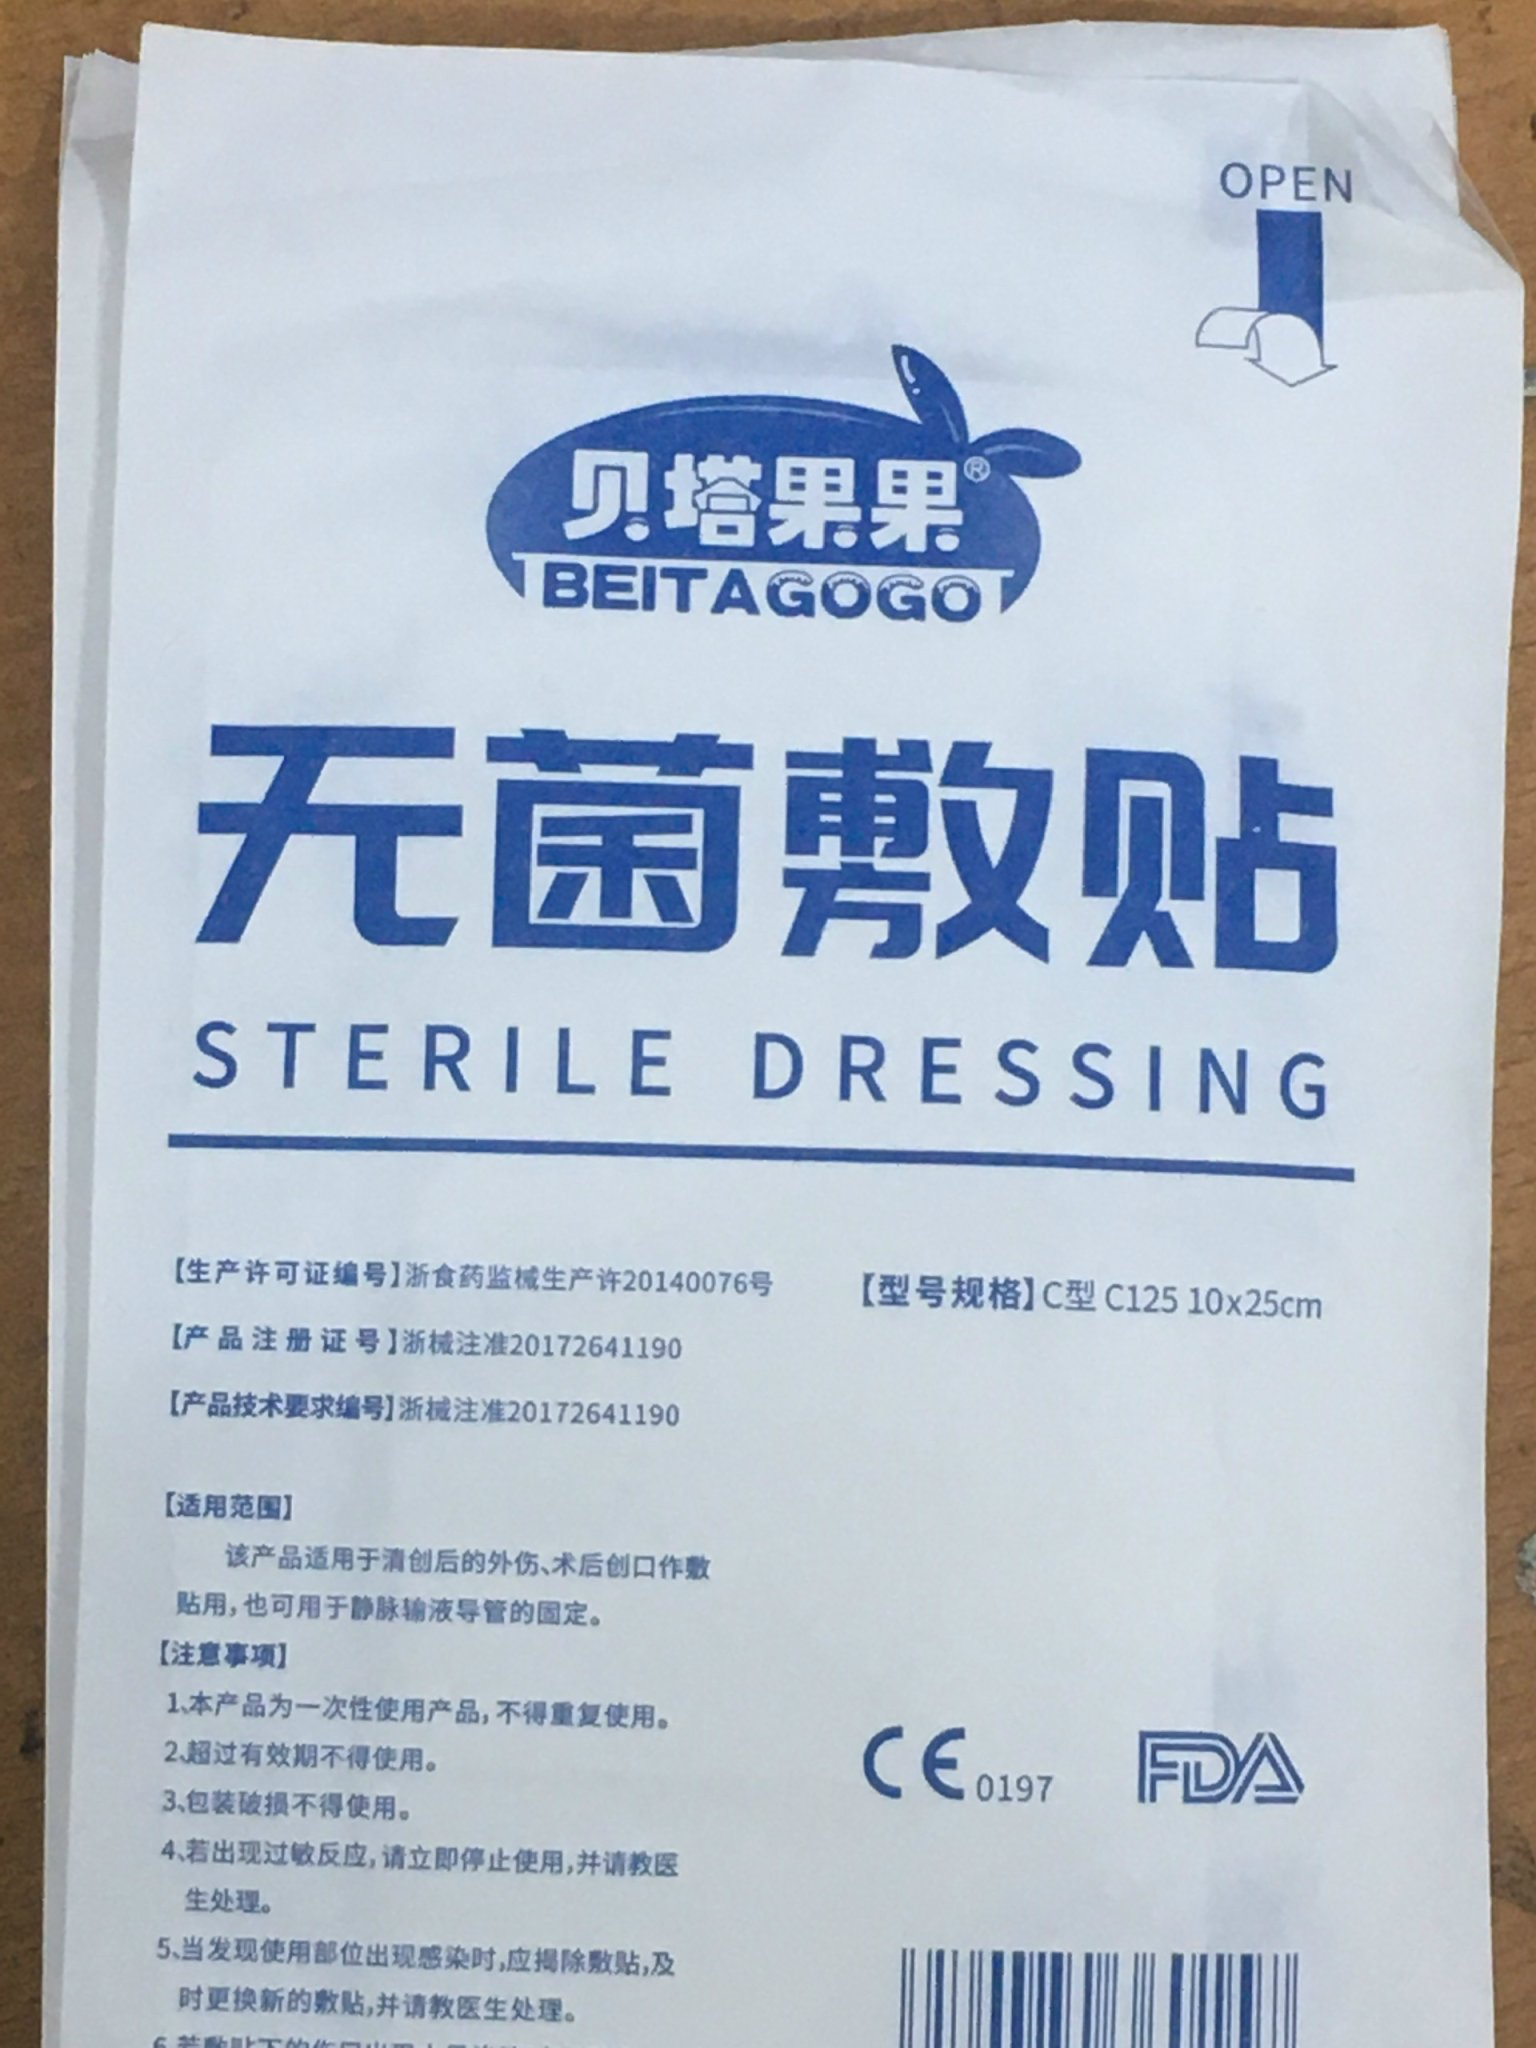 OPEN
贝塔果果®
BEITAGOGO
无菌敷贴
STERILE DRESSING
【生产许可证编号】浙食药监械生产许20140076号
【型号规格】C型 C125 10x25cm
【产品注册证号】浙械注准20172641190
【产品技术要求编号】浙械注准20172641190
【适用范围】
该产品适用于清创后的外伤、术后创口作敷
贴用,也可用于静脉输液导管的固定。
【注意事项】
1、本产品为一次性使用产品,不得重复使用。
2、超过有效期不得使用。
3、包装破损不得使用。
4、若出现过敏反应,请立即停止使用,并请教医
生处理。
CE 0197
FDA
5、当发现使用部位出现感染时,应揭除敷贴,及
时更换新的敷贴,并请教医生处理。